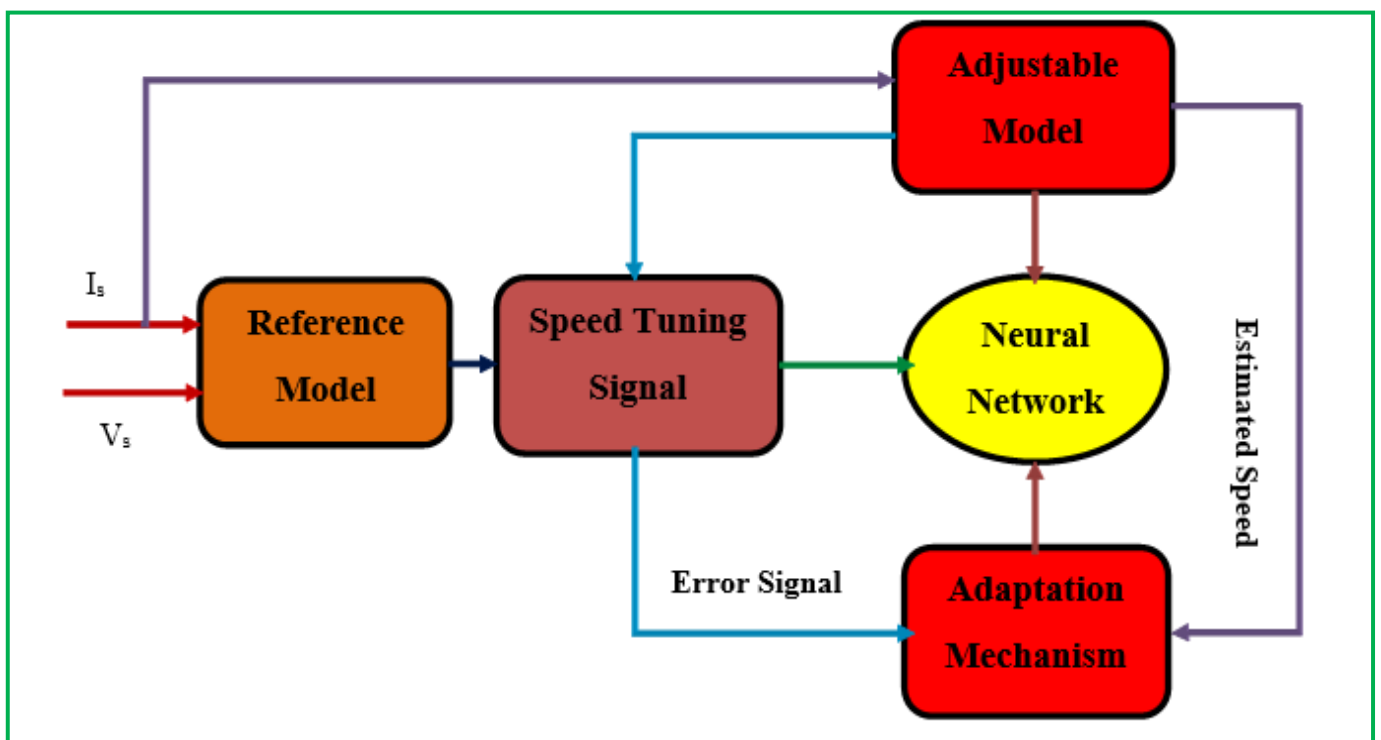 Adjustable
Model
Iₛ
Reference
Model
Speed Tuning
Signal
Neural
Network
Vₛ
Estimated Speed
Error Signal
Adaptation
Mechanism